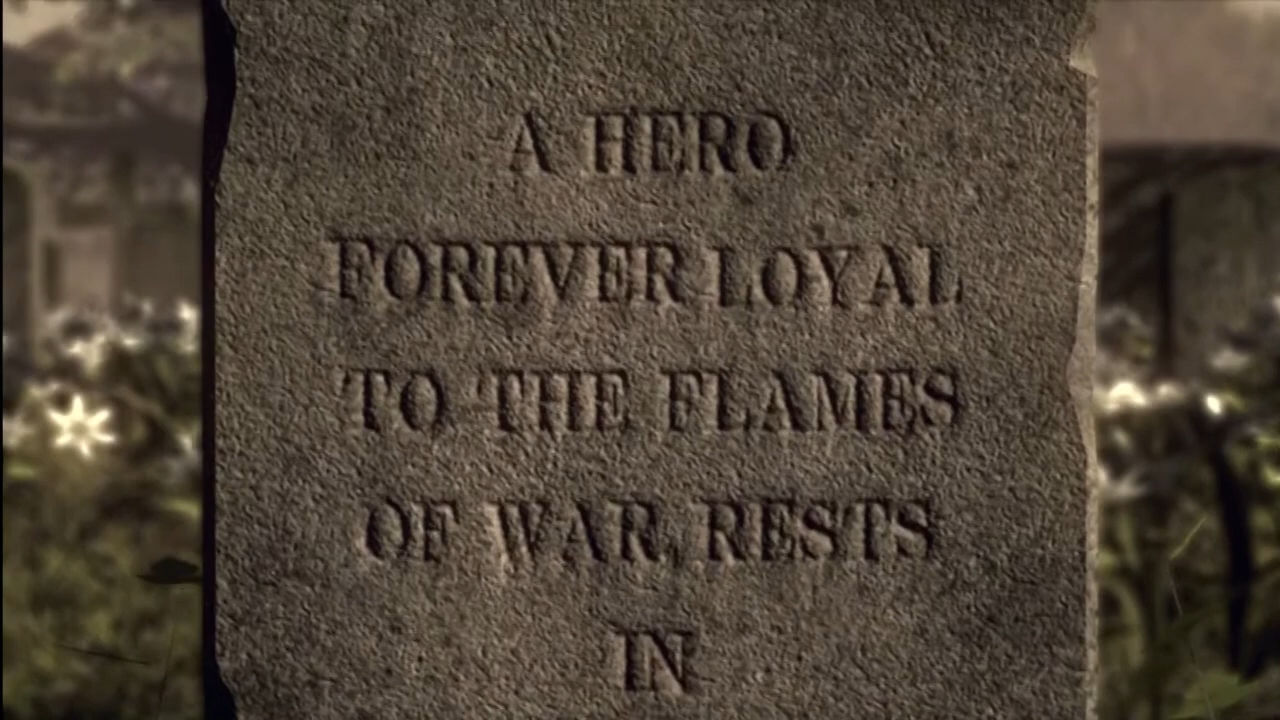 A HERO
FOREVER LOYAL
TO THE FLAMES
OF WAR, RESTS
IN